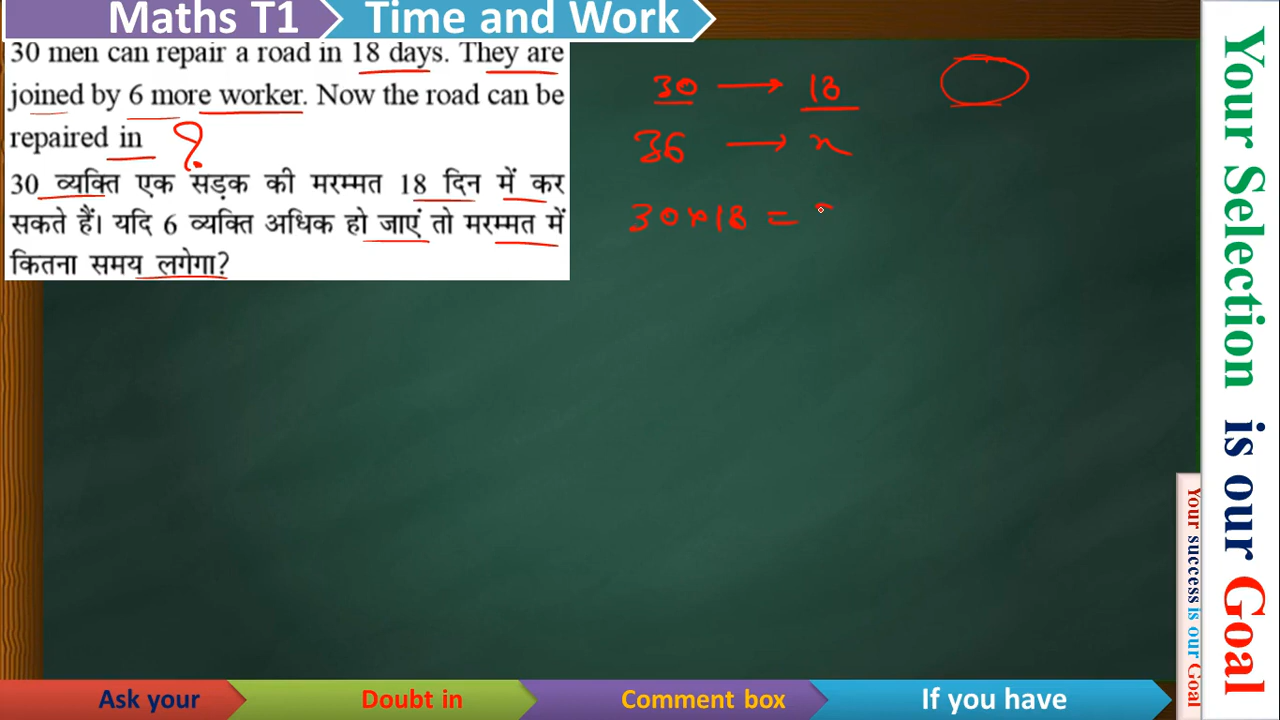 Maths T1 Time and Work
30 men can repair a road in 18 days. They are
joined by 6 more worker. Now the road can be
repaired in ?
30 व्यक्ति एक सड़क की मरम्मत 18 दिन में कर
सकते हैं। यदि 6 व्यक्ति अधिक हो जाएं तो मरम्मत में
कितना समय लगेगा?
30 → 18
36 → x
30×18 =
Your Selection is our Goal
Your success is our Goal
Ask your Doubt in Comment box If you have